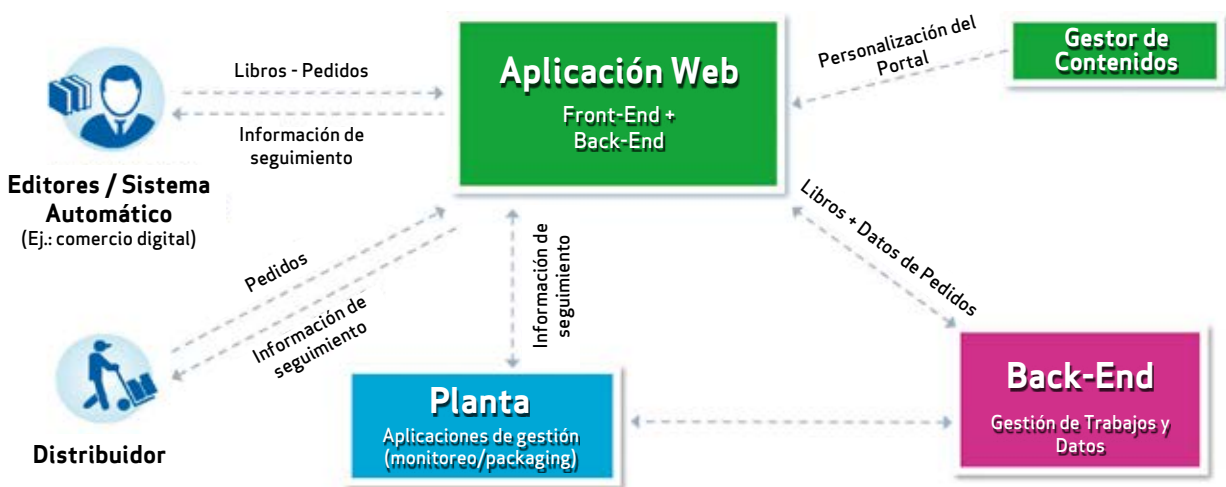 Libros - Pedidos
Información de
seguimiento
Editores / Sistema
Automático
(Ej.: comercio digital)
Aplicación Web
Front-End +
Back-End
Personalización del
Portal
Gestor de
Contenidos
Pedidos
Información de
seguimiento
Información de
seguimiento
Libros + Datos de Pedidos
Distribuidor
Planta
Aplicaciones de gestión
(monitoreo/packaging)
Back-End
Gestión de Trabajos y
Datos